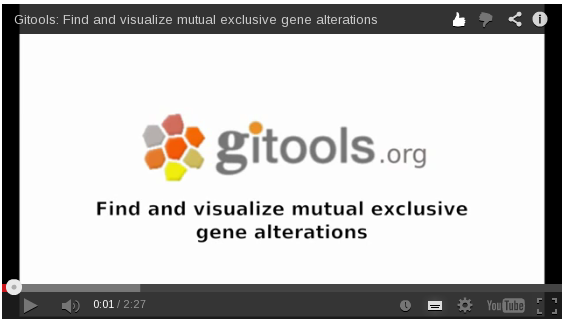 Gitools: Find and visualize mutual exclusive gene alterations
gitools.org
Find and visualize mutual exclusive
gene alterations
0:01 / 2:27
YouTube